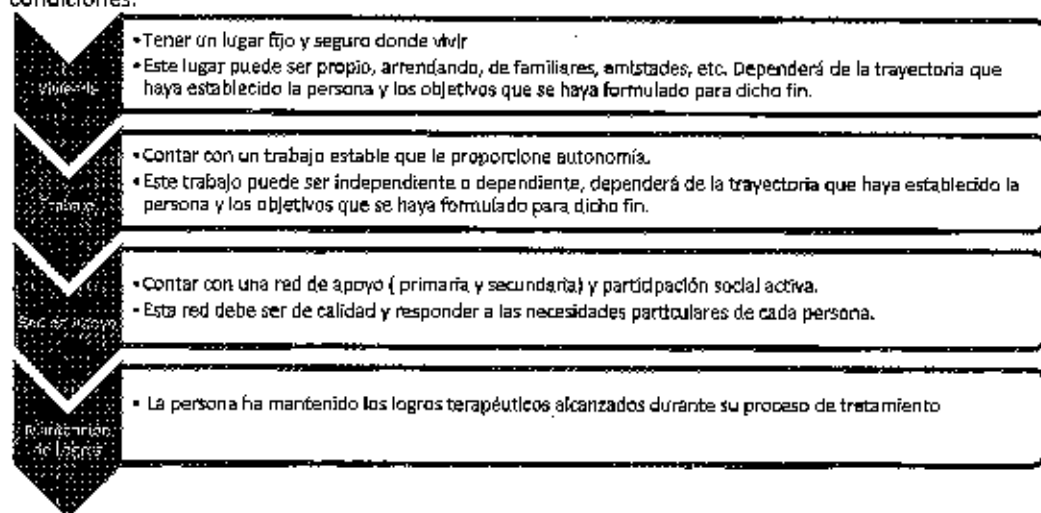 condiciones:
Vivienda
• Tener un lugar fijo y seguro donde vivir
• Este lugar puede ser propio, arrendando, de familiares, amistades, etc. Dependerá de la trayectoria que
haya establecido la persona y los objetivos que se haya formulado para dicho fin.
Trabajo
• Contar con un trabajo estable que le proporcione autonomía.
• Este trabajo puede ser independiente o dependiente, dependerá de la trayectoria que haya establecido la
persona y los objetivos que se haya formulado para dicho fin.
Red de Apoyo
• Contar con una red de apoyo ( primaria y secundaria) y participación social activa.
• Esta red debe ser de calidad y responder a las necesidades particulares de cada persona.
Mantención
de Logros
• La persona ha mantenido los logros terapéuticos alcanzados durante su proceso de tratamiento